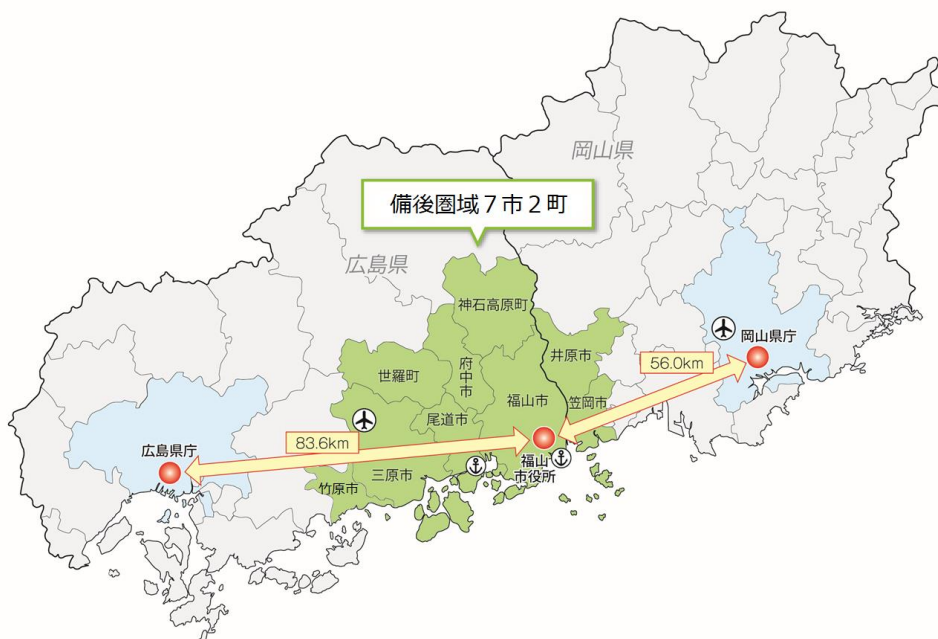 岡山県
備後圏域7市2町
広島県
神石高原町
岡山県庁
井原市
56.0km
府中市
世羅町
福山市
笠岡市
尾道市
83.6km
広島県庁
福山
市役所
三原市
竹原市